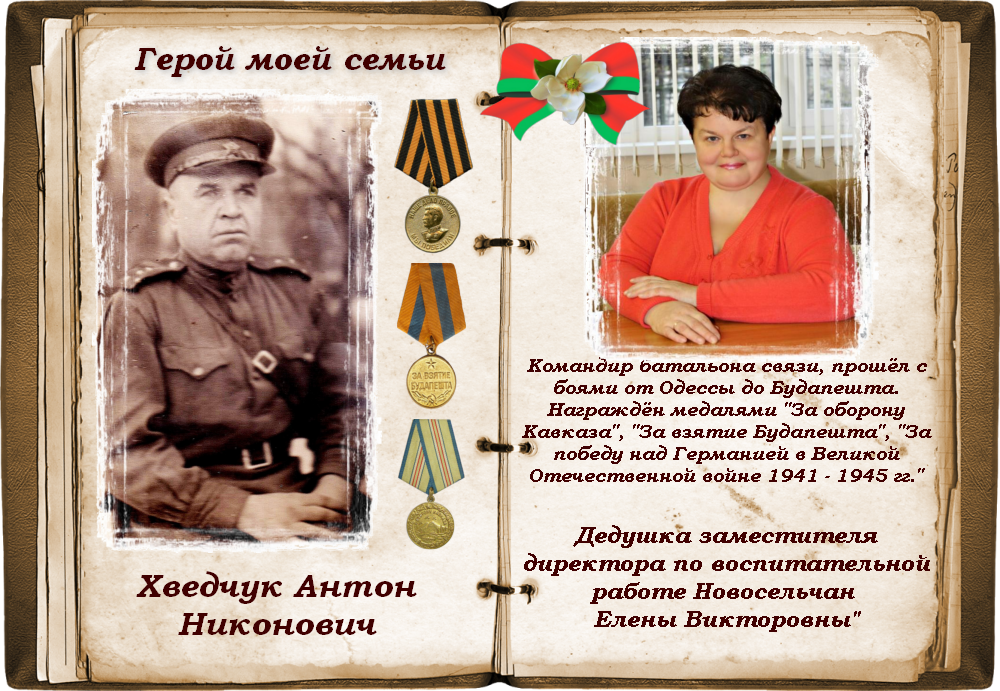 Герой моей семьи
ЗА ВЗЯТИЕ
БУДАПЕШТА
Хведчук Антон
Никонович
Командир батальона связи, прошёл с
боями от Одессы до Будапешта.
Награждён медалями "За оборону
Кавказа", "За взятие Будапешта", "За
победу над Германией в Великой
Отечественной войне 1941 - 1945 гг."
Дедушка заместителя
директора по воспитательной
работе Новосельчан
Елены Викторовны"